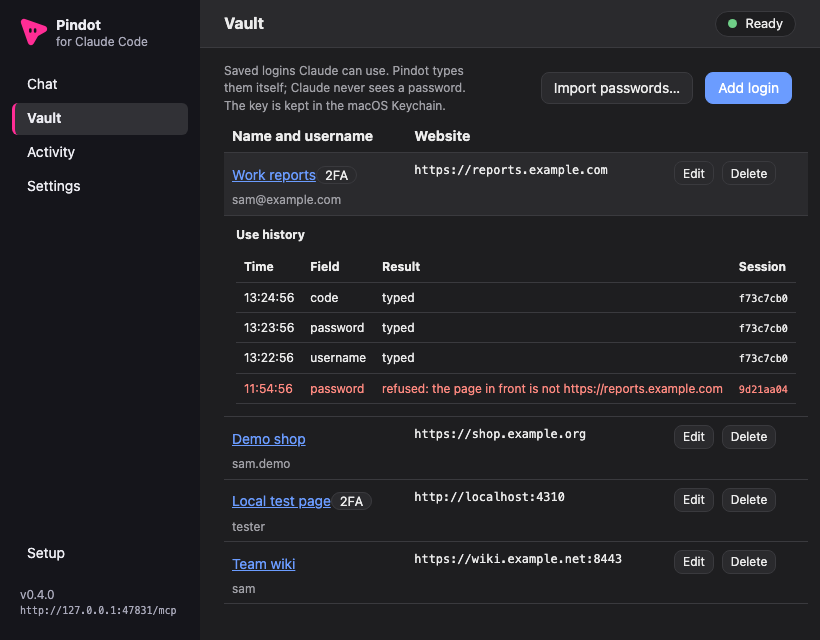 Pindot
for Claude Code
Chat
Vault
Activity
Settings
Setup
v0.4.0
http://127.0.0.1:47831/mcp
Vault
Ready
Saved logins Claude can use. Pindot types
them itself; Claude never sees a password.
The key is kept in the macOS Keychain.
Import passwords...
Add login
Name and username Website
Work reports 2FA https://reports.example.com Edit Delete
sam@example.com
Use history
Time Field Result Session
13:24:56 code typed f73c7cb0
13:23:56 password typed f73c7cb0
13:22:56 username typed f73c7cb0
11:54:56 password refused: the page in front is not https://reports.example.com 9d21aa04
Demo shop https://shop.example.org Edit Delete
sam.demo
Local test page 2FA http://localhost:4310 Edit Delete
tester
Team wiki https://wiki.example.net:8443 Edit Delete
sam